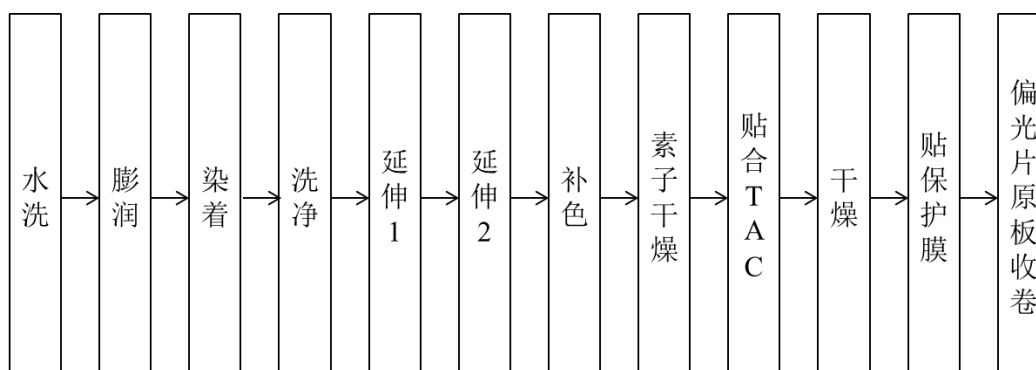 水洗
膨润
染着
洗净
延伸1
延伸2
补色
素子干燥
贴合TAC
干燥
贴保护膜
偏光片原板收卷